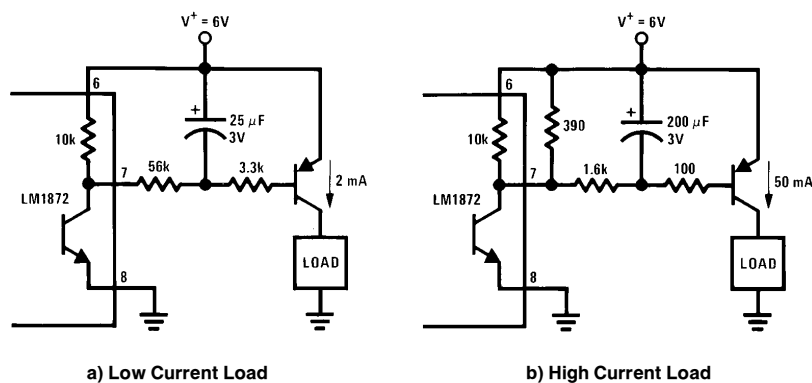 V+ = 6V
6
10k
+
25 μF
3V
7
56k
3.3k
2 mA
LM1872
LOAD
8
a) Low Current Load
V+ = 6V
6
10k
390
+
200 μF
3V
7
1.6k
100
50 mA
LM1872
LOAD
8
b) High Current Load